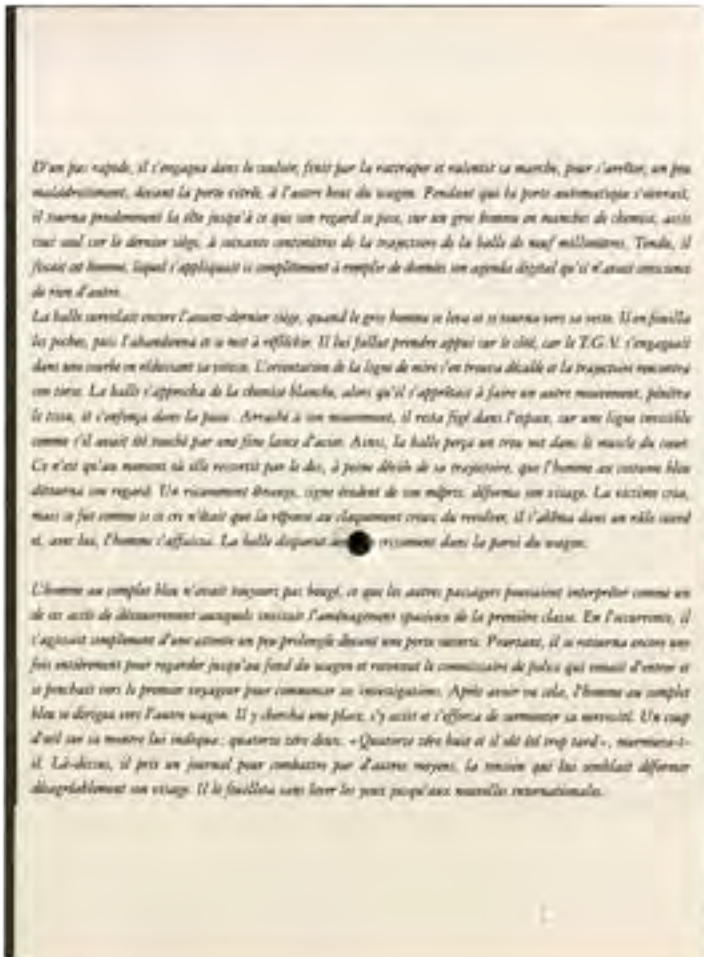 D'un pas rapide, il s'engagea dans le couloir, finit par la rattraper et ralentit sa marche, pour s'arrêter, un peu
maladroitement, devant la porte vitrée, à l'autre bout du wagon. Pendant que la porte automatique s'ouvrait,
il tourna prudemment la tête jusqu'à ce que son regard se pose, sur un gros homme en manches de chemise, assis
tout seul sur le dernier siège, à soixante centimètres de la trajectoire de la balle de neuf millimètres. Tendu, il
fixait cet homme, lequel s'appliquait si complètement à remplir de données son agenda digital qu'il n'avait conscience
de rien d'autre.
La balle survolait encore l'avant-dernier siège, quand le gros homme se leva et se tourna vers sa veste. Il en fouilla
les poches, puis l'abandonna et se mit à réfléchir. Il lui fallut prendre appui sur le côté, car le T.G.V. s'engageait
dans une courbe en réduisant sa vitesse. L'orientation de la ligne de mire s'en trouva décalée et la trajectoire rencontra
son torse. La balle s'approcha de la chemise blanche, alors qu'il s'apprêtait à faire un autre mouvement, pénétra
le tissu, et s'enfonça dans la peau. Arraché à son mouvement, il resta figé dans l'espace, sur une ligne invisible
comme s'il avait été touché par une fine lance d'acier. Ainsi, la balle perça un trou net dans le muscle du cœur.
Ce n'est qu'au moment où elle ressortit par le dos, à peine déviée de sa trajectoire, que l'homme au costume bleu
détourna son regard. Un ricanement étrange, signe évident de son mépris, déforma son visage. La victime cria,
mais ce fut comme si ce cri n'était que la réponse au claquement creux du revolver, il s'abîma dans un râle sourd
et, avec lui, l'homme s'affaissa. La balle disparut dans la paroi du wagon.
L'homme au complet bleu n'avait toujours pas bougé, ce que les autres passagers pouvaient interpréter comme un
de ces actes de désœuvrement auxquels invitait l'aménagement spacieux de la première classe. En l'occurrence, il
s'agissait simplement d'une attente un peu prolongée devant une porte ouverte. Pourtant, il se retourna encore une
fois entièrement pour regarder jusqu'au fond du wagon et reconnut le commissaire de police qui venait d'entrer et
se penchait vers le premier voyageur pour commencer ses investigations. Après avoir vu cela, l'homme au complet
bleu se dirigea vers l'autre wagon. Il y chercha une place, s'y assit et s'efforça de surmonter sa nervosité. Un coup
d'œil sur sa montre lui indiqua : quatorze zéro deux. « Quatorze zéro huit et il eût été trop tard », murmura-t-
il. Là-dessus, il prit un journal pour combattre par d'autres moyens, la tension qui lui semblait déformer
désagréablement son visage. Il le feuilleta sans lever les yeux jusqu'aux nouvelles internationales.